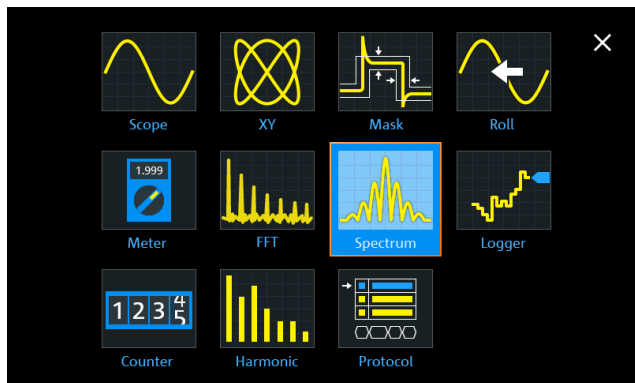 Scope
XY
Mask
Roll
1.999
Meter
FFT
Spectrum
Logger
1 2 3 4
5
Counter
Harmonic
Protocol